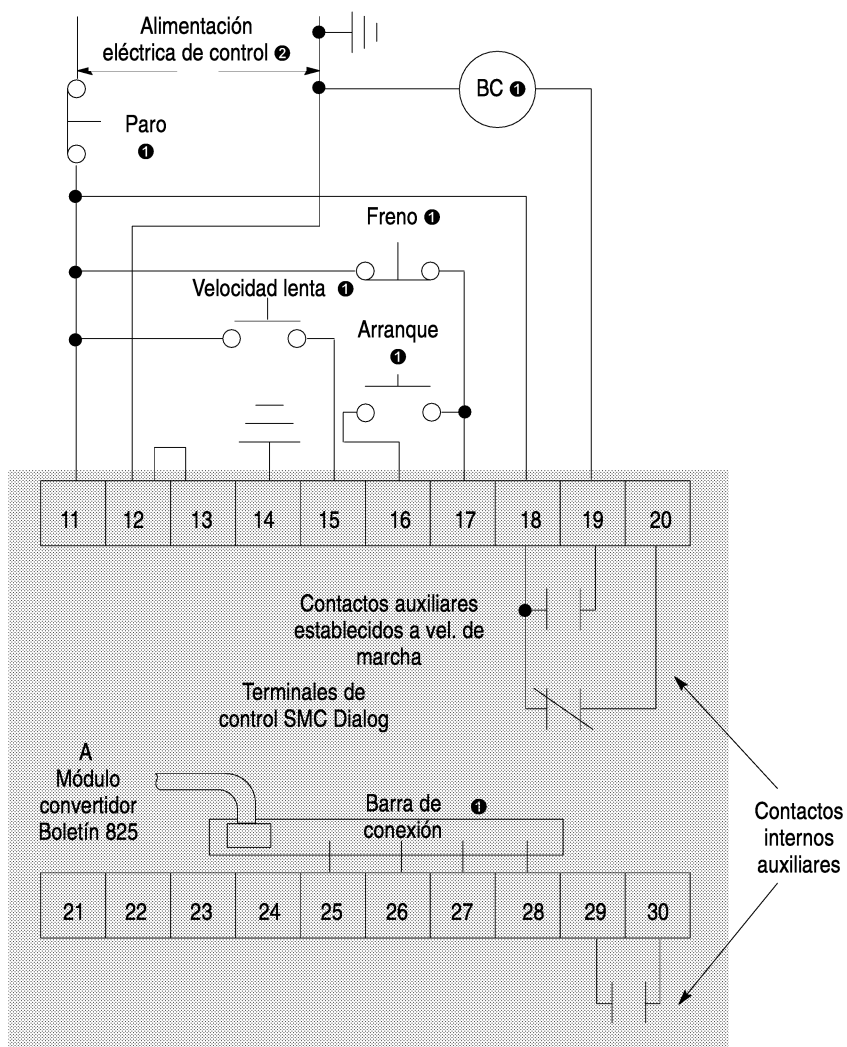 Alimentación
eléctrica de control ❷
BC ❶
Paro
❶
Freno ❶
Velocidad lenta ❶
Arranque
❶
11 12 13 14 15 16 17 18 19 20
Contactos auxiliares
establecidos a vel. de
marcha
Terminales de
control SMC Dialog
A
Módulo
convertidor
Boletín 825
Barra de ❶
conexión
Contactos
internos
auxiliares
21 22 23 24 25 26 27 28 29 30